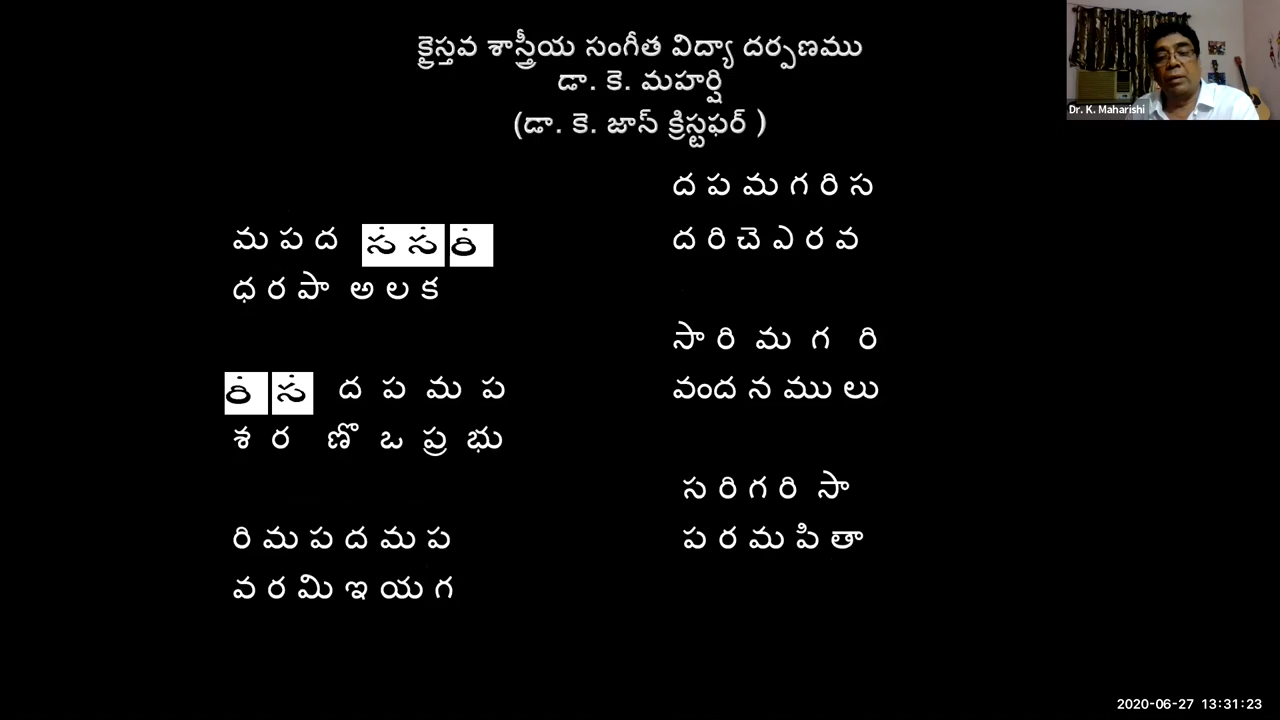 క్రైస్తవ శాస్త్రీయ సంగీత విద్యా దర్పణము
డా. కె. మహర్షి
(డా. కె. జాస్ క్రిస్టఫర్ )
Dr. K. Maharishi
మ ప ద స̇ స̇ రి̇
ధ ర పా అ ల క
రి̇ స̇ ద ప మ ప
శ ర ణొ ఒ ప్ర భు
రి మ ప ద మ ప
వ ర మి ఇ య గ
ద ప మ గ రి స
ద రి చె ఎ ర వ
సా రి మ గ రి
వంద న ము లు
స రి గ రి సా
ప ర మ పి తా
2020-06-27 13:31:23